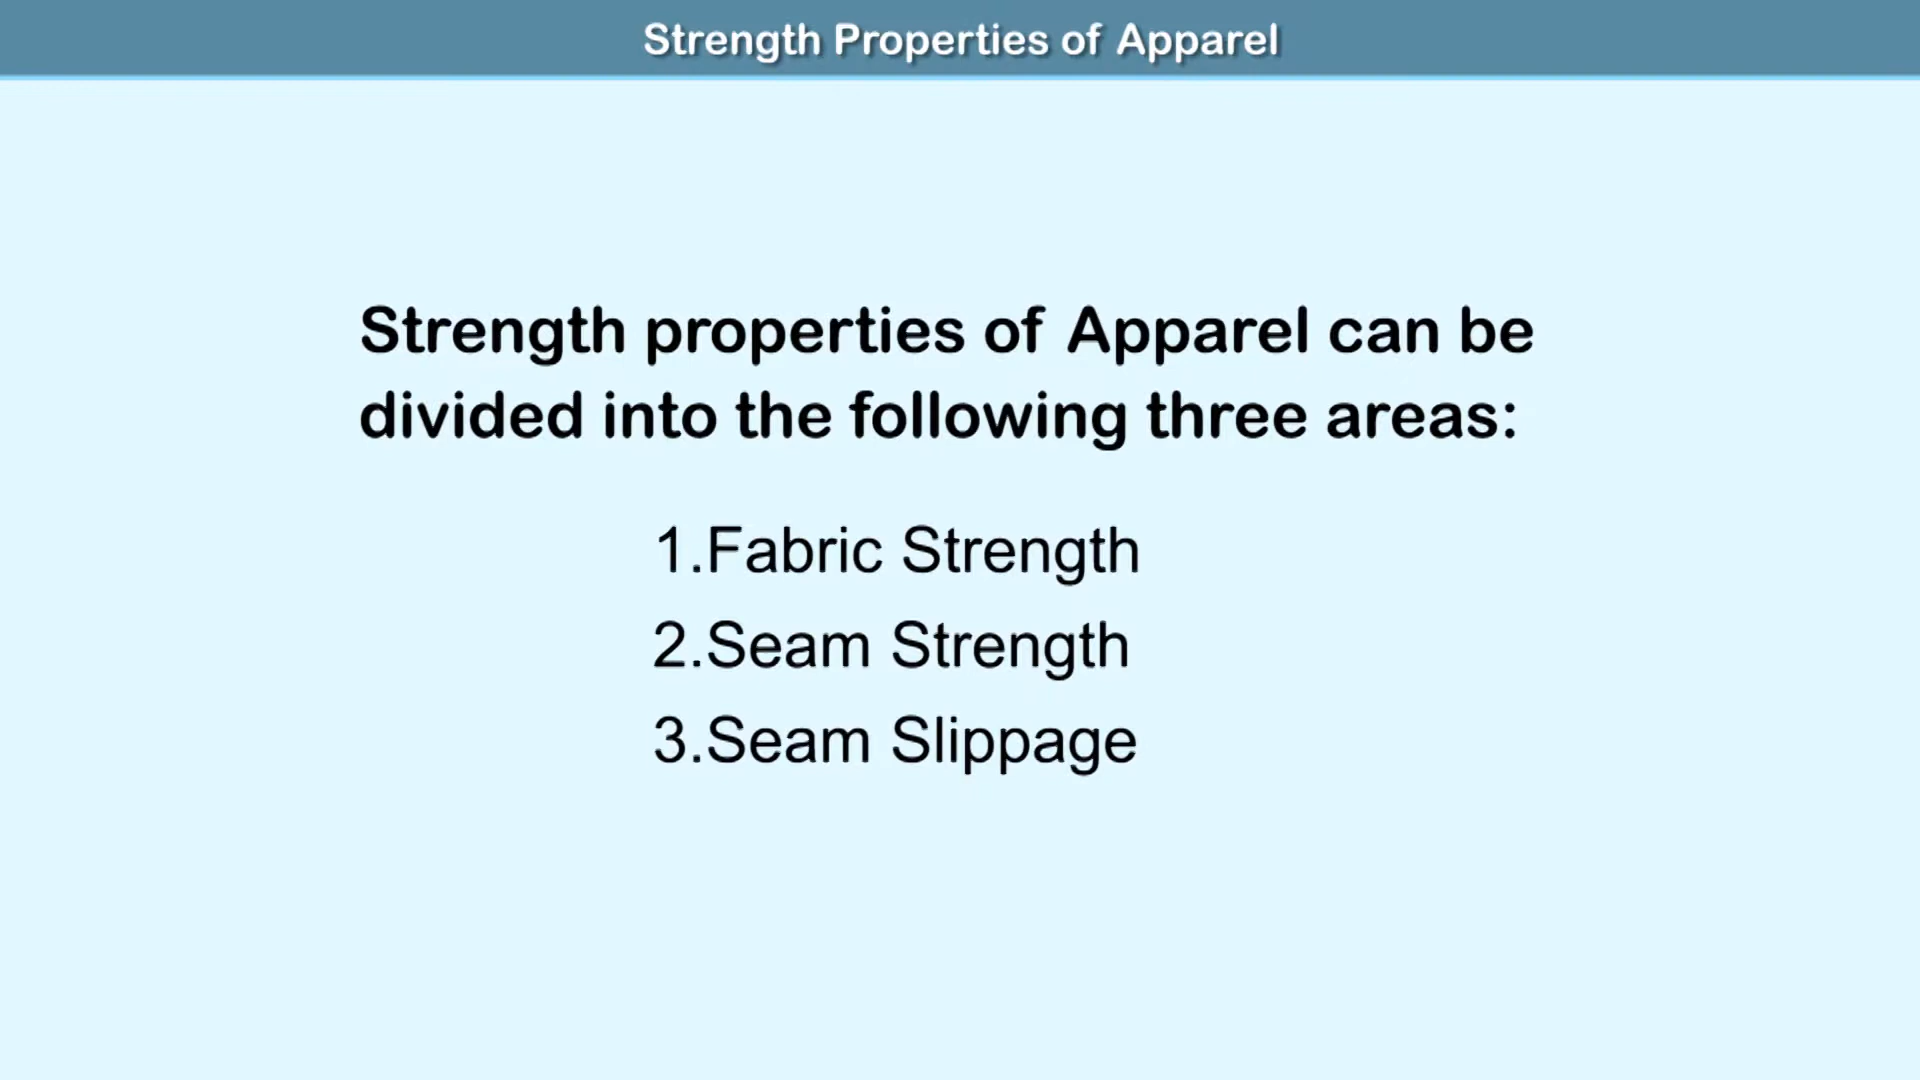 Strength Properties of Apparel
Strength properties of Apparel can be
divided into the following three areas:
1.Fabric Strength
2.Seam Strength
3.Seam Slippage